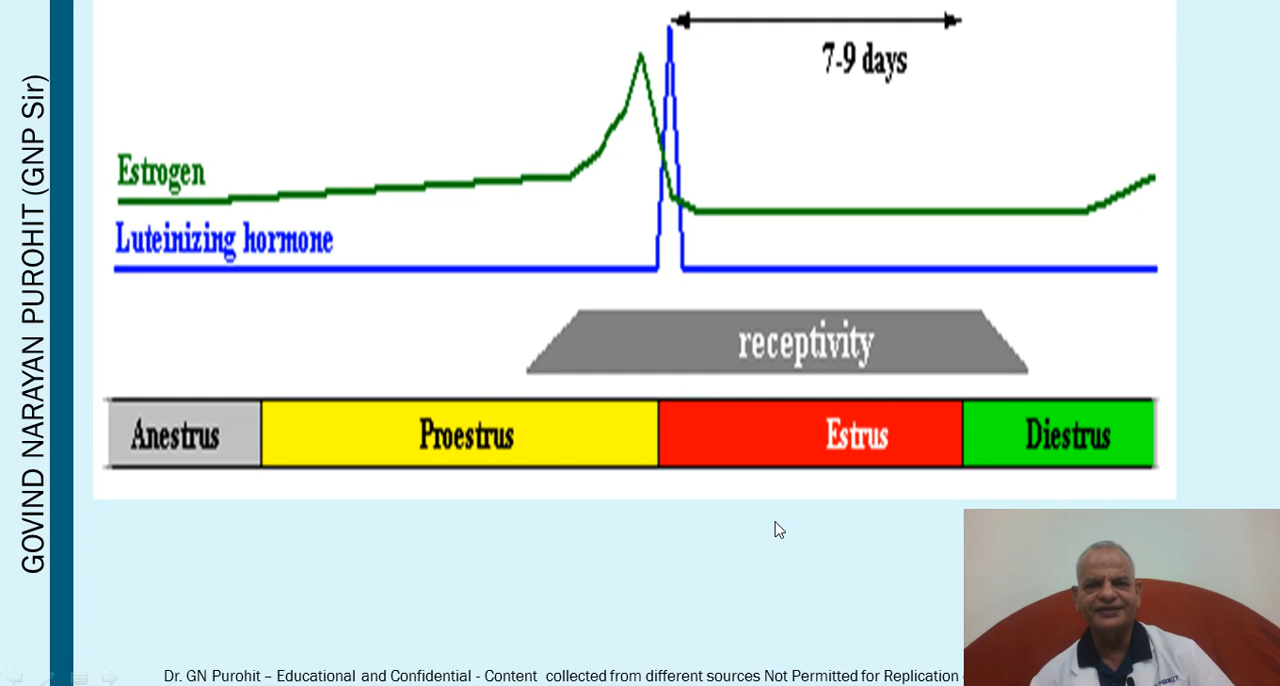 GOVIND NARAYAN PUROHIT (GNP Sir)
7-9 days
Estrogen
Luteinizing hormone
receptivity
Anestrus Proestrus Estrus Diestrus
Dr. GN Purohit – Educational and Confidential - Content collected from different sources Not Permitted for Replication